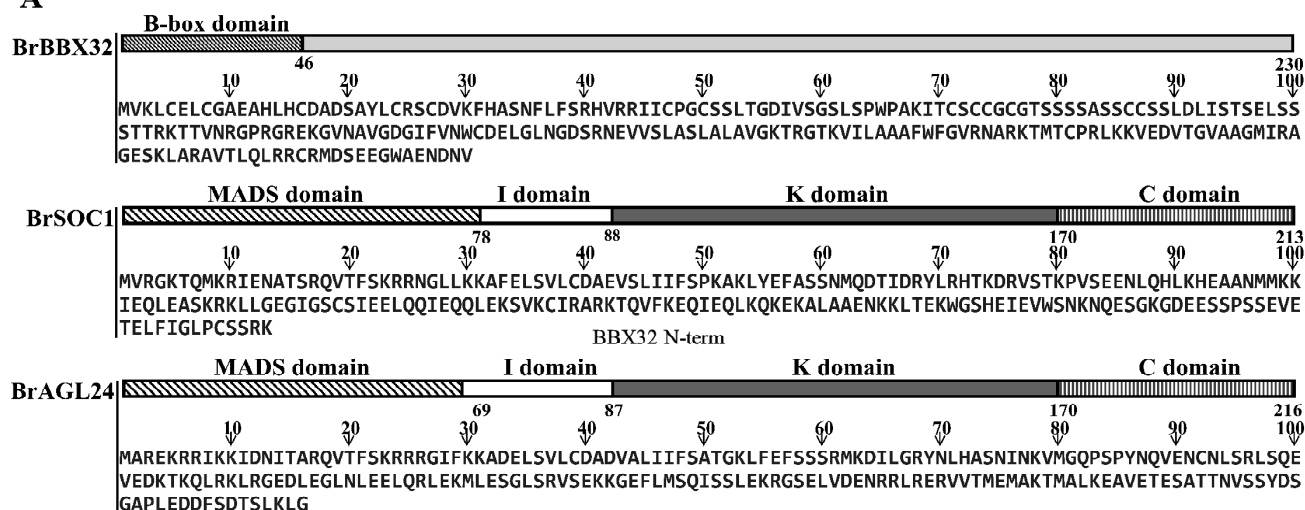 A
B-box domain
BrBBX32
46 230
10 20 30 40 50 60 70 80 90 100
MVKLCELCGAEAHLHCDADSAYLCRSCDVKFHASNFLFSRHVRRIICPGCSSLTGDIVSGSLSPWPAKITCSCCGCGTSSSSASSCCSSLDLISTSELSS
STTRKTTVNRGPRGREKGVNAVGDGIFVNWCDELGLNGDSRNEVVSLASLALAVGKTRGTKVILAAAFWFGVRNARKTMTCPRLKKVEDVTGVAAGMIRA
GESKLARAVTLQLRRCRMDSEEGWAENDNV
MADS domain I domain K domain C domain
BrSOC1
78 88 170 213
10 20 30 40 50 60 70 80 90 100
MVRGKTQMKRIENATSRQVTFSKRRNGLLKKAFELSVLCDAEVSLIIFSPKAKLYEFASSNMQDTIDRYLRHTKDRVSTKPVSEENLQHLKHEAANMMKK
IEQLEASKRKLLGEGIGSCSIEELQQIEQQLEKSVKCIRARKTQVFKEQIEQLKQKEKALAAENKKLTEKWGSHEIEVWSNKNQESGKGDEESSPSSEVE
TELFIGLPCSSRK
BBX32 N-term
MADS domain I domain K domain C domain
BrAGL24
69 87 170 216
10 20 30 40 50 60 70 80 90 100
MAREKRRIKKIDNITARQVTFSKRRRGIFKKADELSVLCDADVALIIFSATGKLFEFSSSRMKDILGRYNLHASNINKVMGQPSPYNQVENCNLSRLSQE
VEDKTKQLRKLRGEDLEGLNLEELQRLEKMLESGLSRVSEKKGEFLMSQISSLEKRGSELVDENRRLRERVVTMEMAKTMALKEAVETESATTNVSSYDS
GAPLEDDFSDTSLKLG